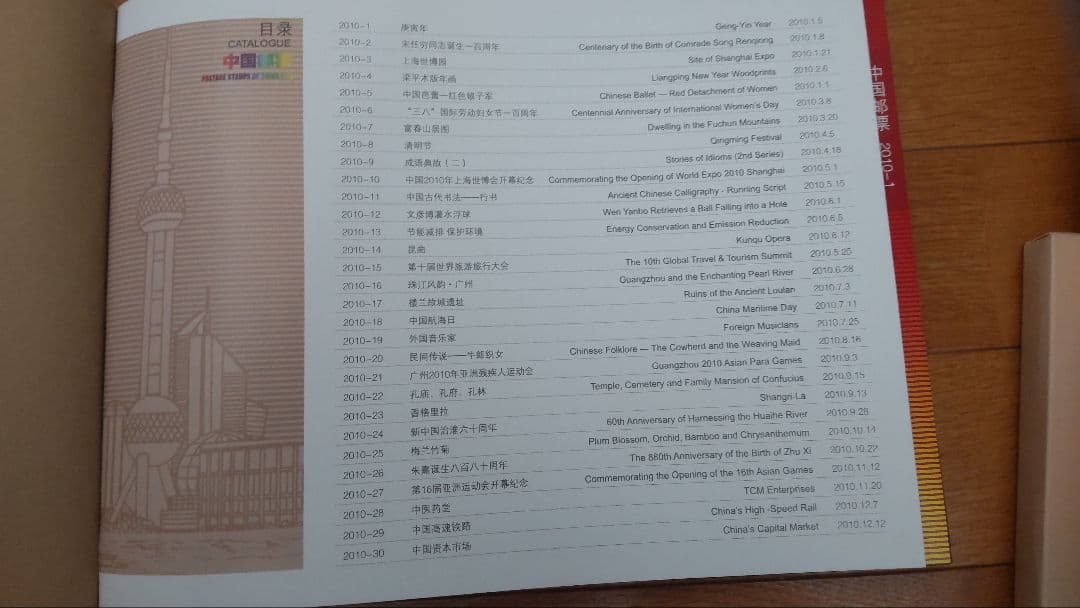 目录
CATALOGUE
中国邮票
POSTAGE STAMPS OF CHINA
2010-1 庚寅年 Geng-Yin Year 2010.1.5
2010-2 宋任穷同志诞生一百周年 Centenary of the Birth of Comrade Song Renqiong 2010.1.8
2010-3 上海世博园 Site of Shanghai Expo 2010.1.21
2010-4 梁平木版年画 Liangping New Year Woodprints 2010.2.6
2010-5 中国芭蕾—红色娘子军 Chinese Ballet — Red Detachment of Women 2010.1.1
2010-6 “三八”国际劳动妇女节一百周年 Centennial Anniversary of International Women's Day 2010.3.8
2010-7 富春山居图 Dwelling in the Fuchun Mountains 2010.3.20
2010-8 清明节 Qingming Festival 2010.4.5
2010-9 成语典故（二） Stories of Idioms (2nd Series) 2010.4.18
2010-10 中国2010年上海世博会开幕纪念 Commemorating the Opening of World Expo 2010 Shanghai 2010.5.1
2010-11 中国古代书法——行书 Ancient Chinese Calligraphy - Running Script 2010.5.15
2010-12 文彦博灌水浮球 Wen Yanbo Retrieves a Ball Falling into a Hole 2010.6.1
2010-13 节能减排 保护环境 Energy Conservation and Emission Reduction 2010.6.5
2010-14 昆曲 Kunqu Opera 2010.6.12
2010-15 第十届世界旅游旅行大会 The 10th Global Travel & Tourism Summit 2010.5.25
2010-16 珠江风韵·广州 Guangzhou and the Enchanting Pearl River 2010.6.28
2010-17 楼兰故城遗址 Ruins of the Ancient Loulan 2010.7.3
2010-18 中国航海日 China Maritime Day 2010.7.11
2010-19 外国音乐家 Foreign Musicians 2010.7.25
2010-20 民间传说——牛郎织女 Chinese Folklore — The Cowherd and the Weaving Maid 2010.8.16
2010-21 广州2010年亚洲残疾人运动会 Guangzhou 2010 Asian Para Games 2010.9.3
2010-22 孔庙、孔府、孔林 Temple, Cemetery and Family Mansion of Confucius 2010.9.15
2010-23 香格里拉 Shangri-La 2010.9.13
2010-24 新中国治淮六十周年 60th Anniversary of Harnessing the Huaihe River 2010.9.28
2010-25 梅兰竹菊 Plum Blossom, Orchid, Bamboo and Chrysanthemum 2010.10.14
2010-26 朱熹诞生八百八十周年 The 880th Anniversary of the Birth of Zhu Xi 2010.10.22
2010-27 第16届亚洲运动会开幕纪念 Commemorating the Opening of the 16th Asian Games 2010.11.12
2010-28 中医药堂 TCM Enterprises 2010.11.20
2010-29 中国高速铁路 China's High -Speed Rail 2010.12.7
2010-30 中国资本市场 China's Capital Market 2010.12.12
中国邮票 2010-1